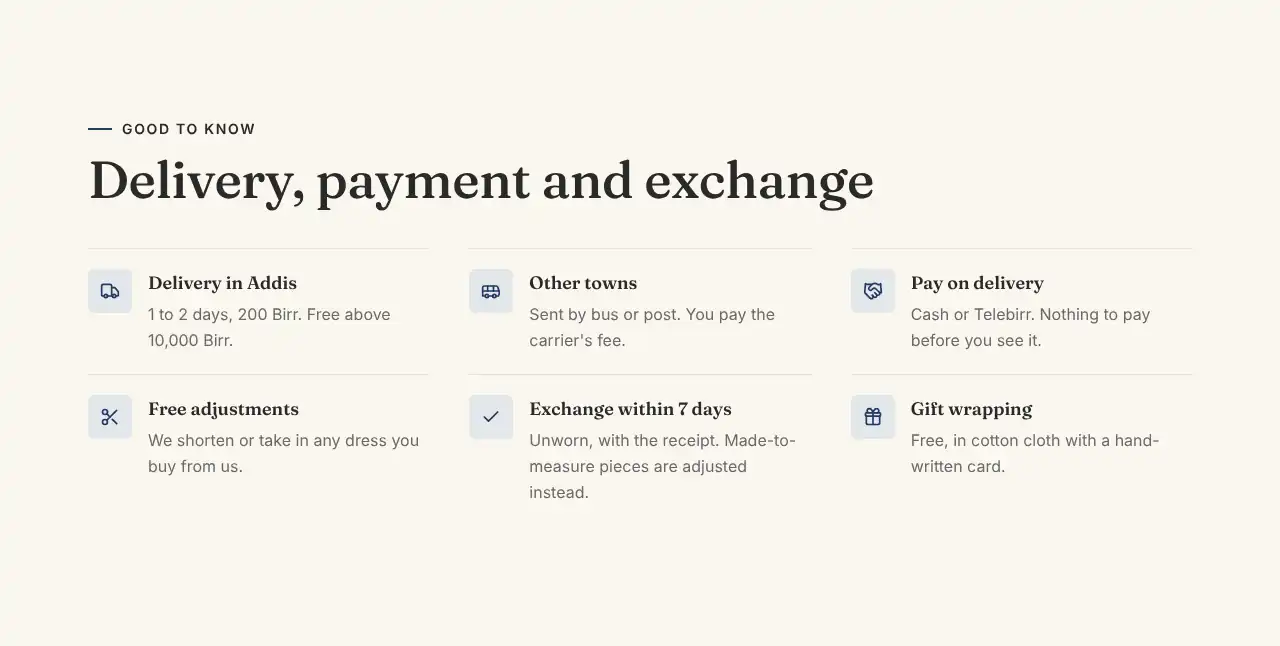 GOOD TO KNOW
Delivery, payment and exchange
Delivery in Addis
1 to 2 days, 200 Birr. Free above
10,000 Birr.
Other towns
Sent by bus or post. You pay the
carrier's fee.
Pay on delivery
Cash or Telebirr. Nothing to pay
before you see it.
Free adjustments
We shorten or take in any dress you
buy from us.
Exchange within 7 days
Unworn, with the receipt. Made-to-
measure pieces are adjusted
instead.
Gift wrapping
Free, in cotton cloth with a hand-
written card.